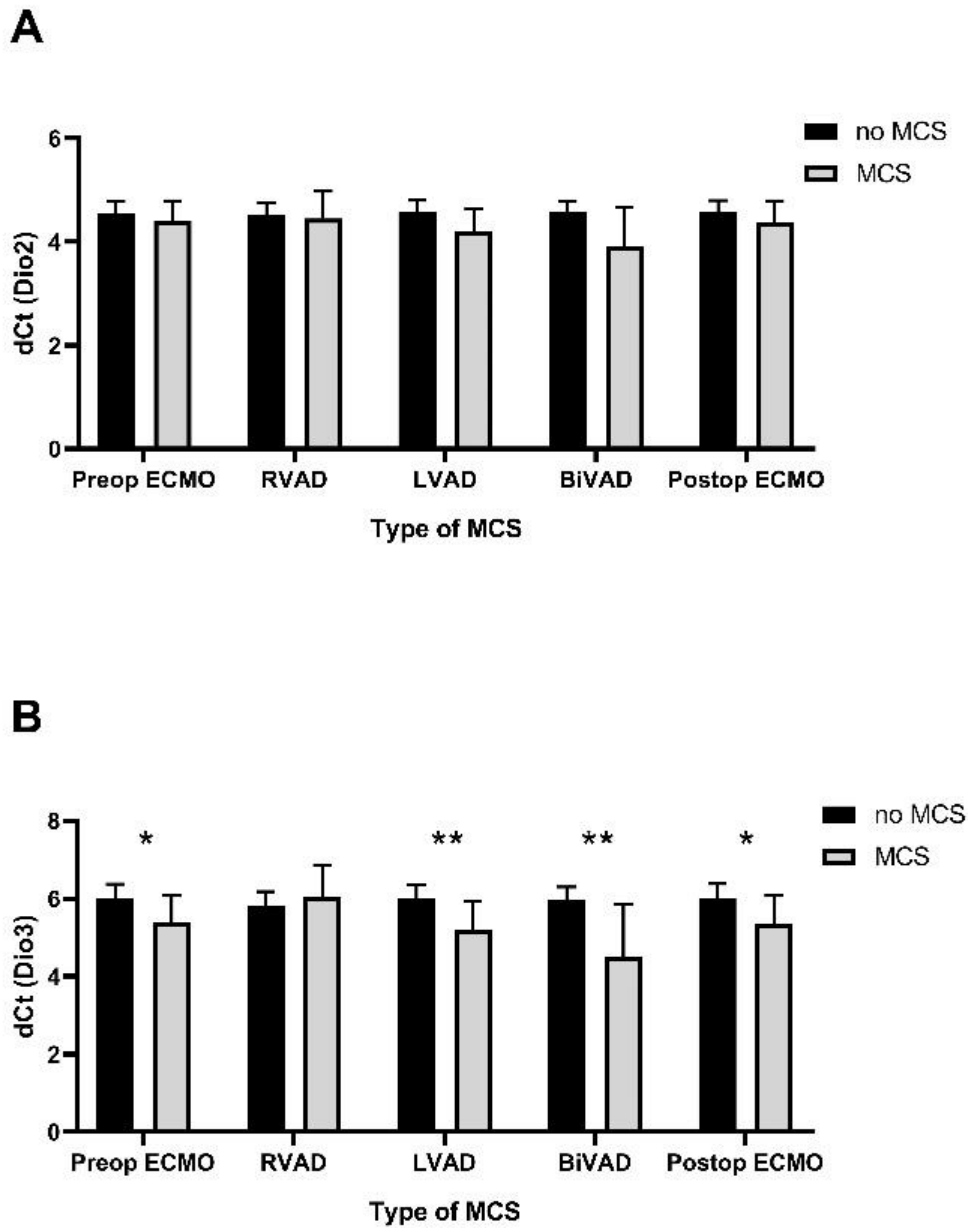 A
no MCS
MCS
6
4
2
0
dCt (Dio2)
Preop ECMO RVAD LVAD BiVAD Postop ECMO
Type of MCS
B
no MCS
MCS
8
6
4
2
0
dCt (Dio3)
* ** ** *
Preop ECMO RVAD LVAD BiVAD Postop ECMO
Type of MCS